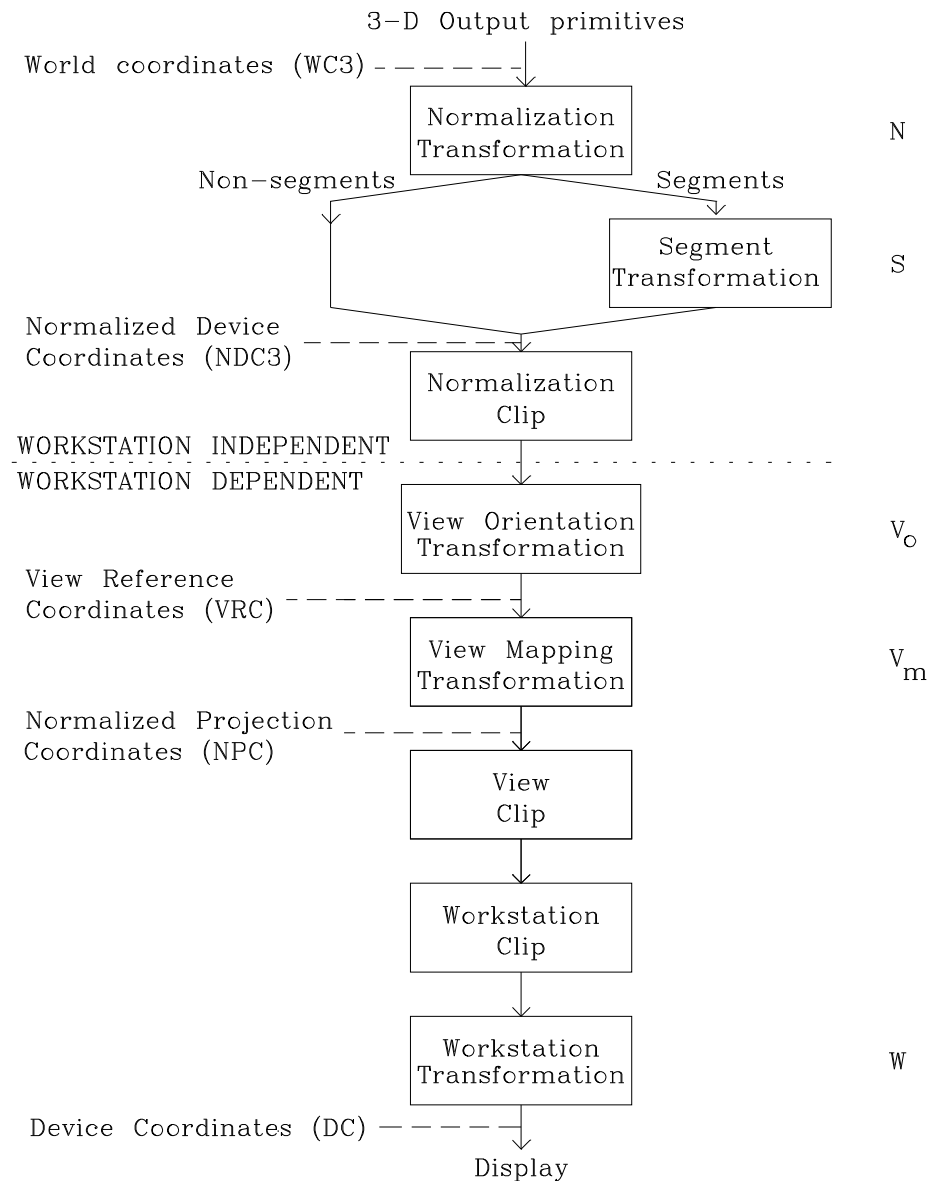 3-D Output primitives
World coordinates (WC3)
Normalization
Transformation
N
Non-segments
Segments
Segment
Transformation
S
Normalized Device
Coordinates (NDC3)
Normalization
Clip
WORKSTATION INDEPENDENT
WORKSTATION DEPENDENT
View Orientation
Transformation
Vo
View Reference
Coordinates (VRC)
View Mapping
Transformation
Vm
Normalized Projection
Coordinates (NPC)
View
Clip
Workstation
Clip
Workstation
Transformation
W
Device Coordinates (DC)
Display